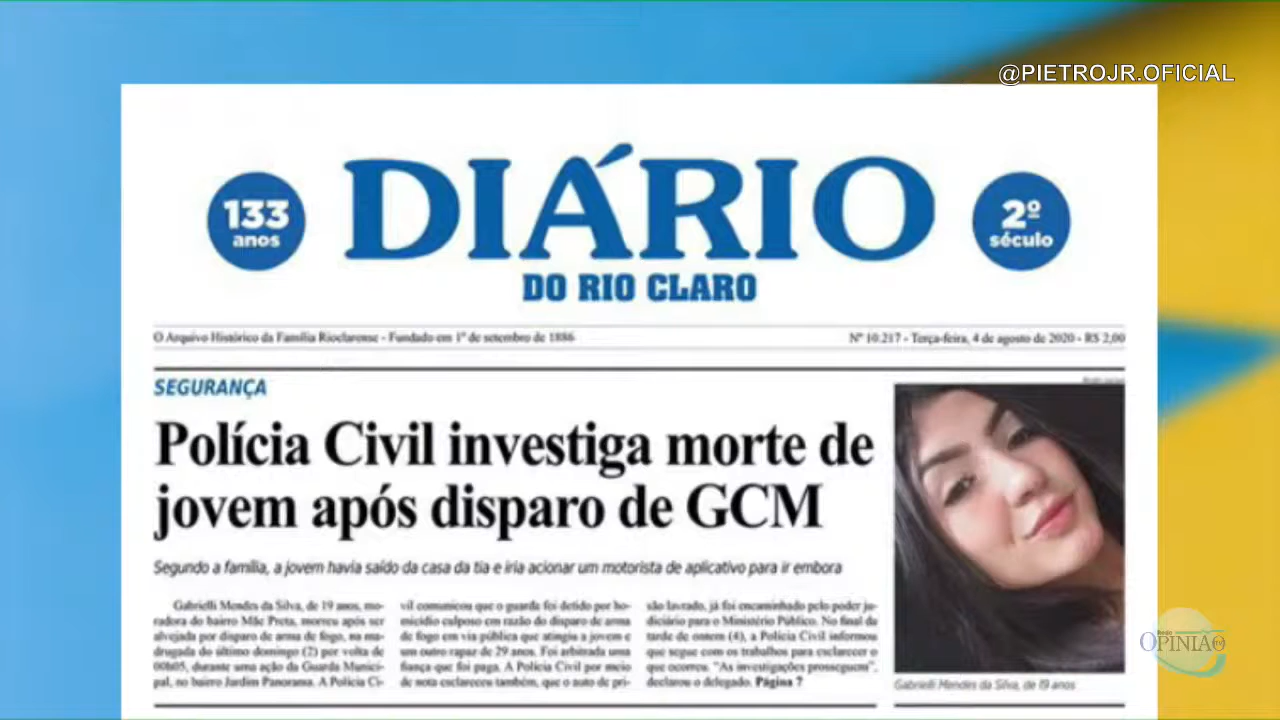 @PIETROJR.OFICIAL
133
anos
DIÁRIO
DO RIO CLARO
2º
século
O Arquivo Histórico da Família Rioclarense - Fundado em 1º de setembro de 1886
Nº 10.217 - Terça-feira, 4 de agosto de 2020 - R$ 2,00
SEGURANÇA
Polícia Civil investiga morte de
jovem após disparo de GCM
Segundo a família, a jovem havia saído da casa da tia e iria acionar um motorista de aplicativo para ir embora
Gabrielli Mendes da Silva, de 19 anos, mo-
radora do bairro Mãe Preta, morreu após ser
alvejada por disparo de arma de fogo, na ma-
drugada do último domingo (2) por volta de
00h05, durante uma ação da Guarda Munici-
pal, no bairro Jardim Panorama. A Polícia Ci-
vil comunicou que o guarda foi detido por ho-
micídio culposo em razão do disparo de arma
de fogo em via pública que atingiu a jovem e
um outro rapaz de 29 anos. Foi arbitrada uma
fiança que foi paga. A Polícia Civil por meio
de nota esclareceu também, que o auto de pri-
são lavrado, já foi encaminhado pelo poder ju-
diciário para o Ministério Público. No final da
tarde de ontem (4), a Polícia Civil informou
que segue com os trabalhos para esclarecer o
que ocorreu. "As investigações prosseguem",
declarou o delegado. Página 7
Gabrielli Mendes da Silva, de 19 anos
Rede
OPINIÃO
TV